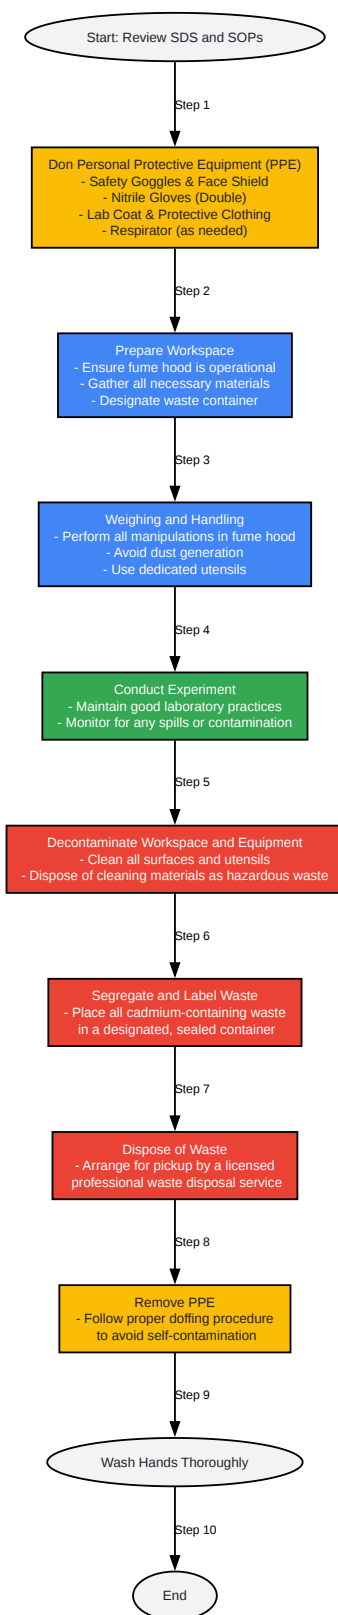 Start: Review SDS and SOPs
Step 1
Don Personal Protective Equipment (PPE)
- Safety Goggles & Face Shield
- Nitrile Gloves (Double)
- Lab Coat & Protective Clothing
- Respirator (as needed)
Step 2
Prepare Workspace
- Ensure fume hood is operational
- Gather all necessary materials
- Designate waste container
Step 3
Weighing and Handling
- Perform all manipulations in fume hood
- Avoid dust generation
- Use dedicated utensils
Step 4
Conduct Experiment
- Maintain good laboratory practices
- Monitor for any spills or contamination
Step 5
Decontaminate Workspace and Equipment
- Clean all surfaces and utensils
- Dispose of cleaning materials as hazardous waste
Step 6
Segregate and Label Waste
- Place all cadmium-containing waste
in a designated, sealed container
Step 7
Dispose of Waste
- Arrange for pickup by a licensed
professional waste disposal service
Step 8
Remove PPE
- Follow proper doffing procedure
to avoid self-contamination
Step 9
Wash Hands Thoroughly
Step 10
End